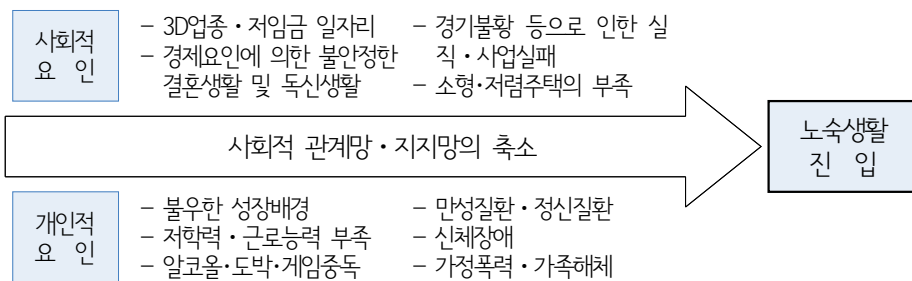 사회적
요 인
– 3D업종・저임금 일자리
– 경제요인에 의한 불안정한
결혼생활 및 독신생활
– 경기불황 등으로 인한 실
직・사업실패
– 소형·저렴주택의 부족
사회적 관계망・지지망의 축소
노숙생활
진 입
개인적
요 인
– 불우한 성장배경
– 저학력・근로능력 부족
– 알코올·도박·게임중독
– 만성질환・정신질환
– 신체장애
– 가정폭력・가족해체